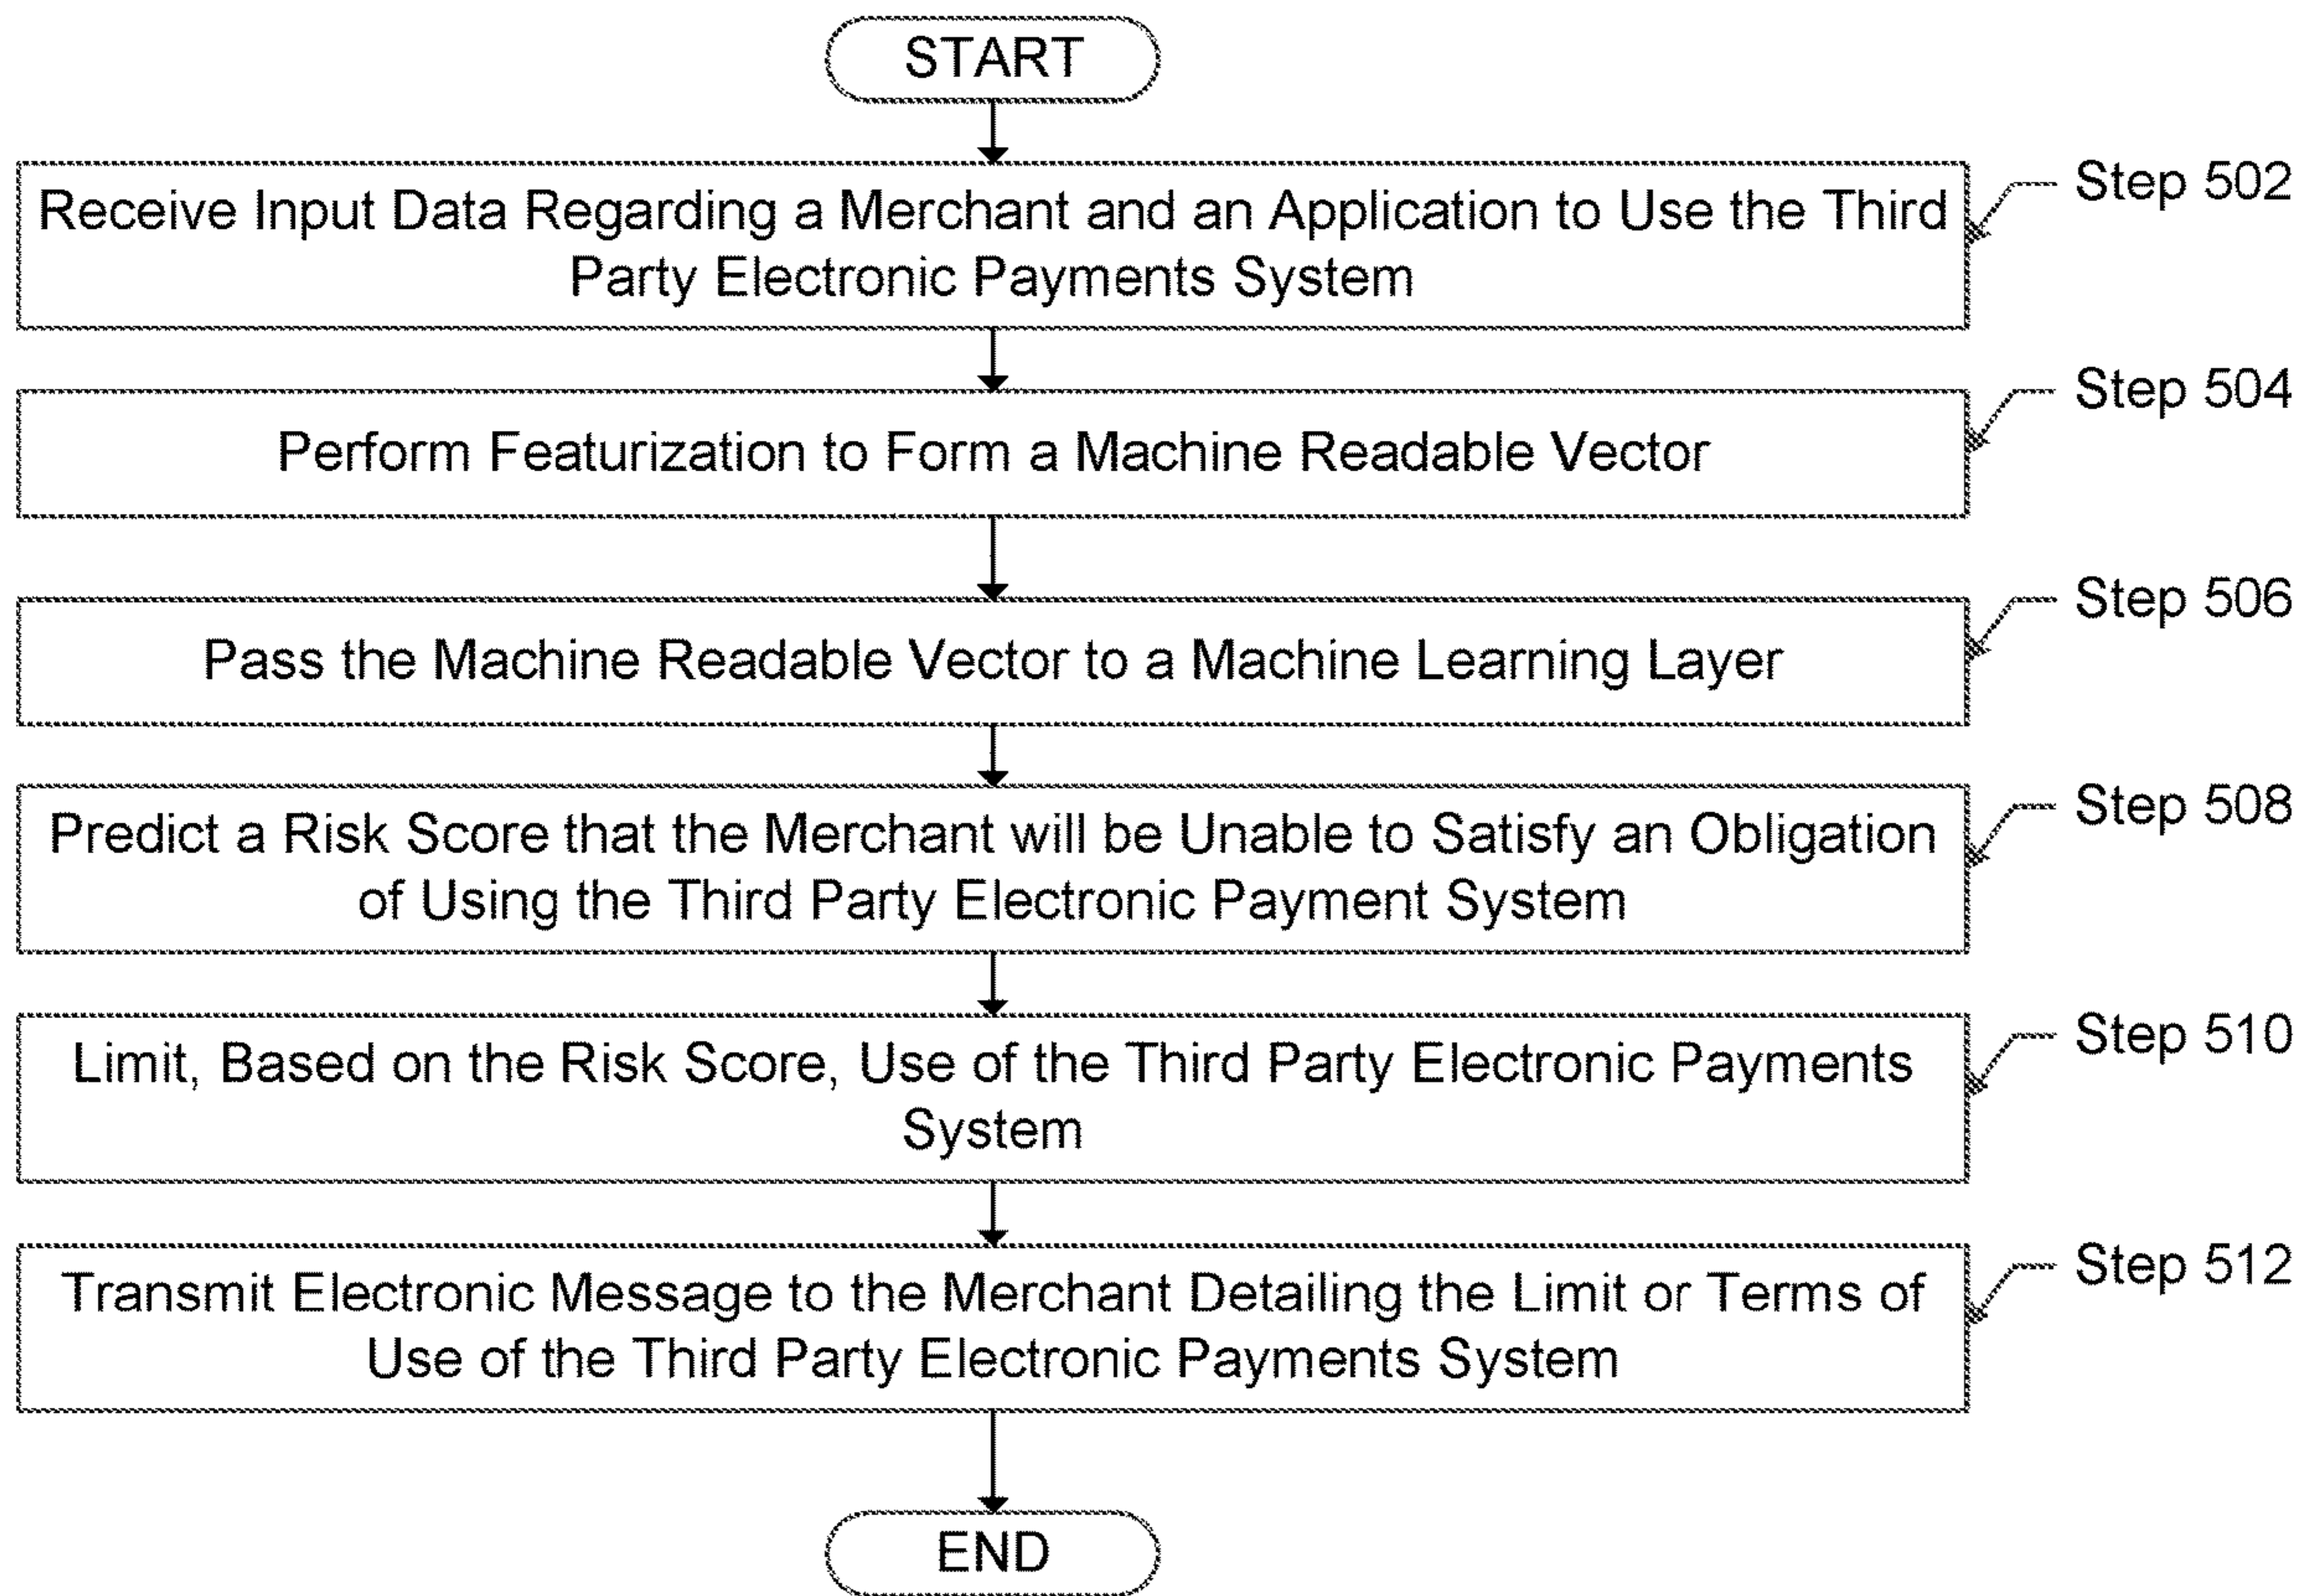 START
Receive Input Data Regarding a Merchant and an Application to Use the Third
Party Electronic Payments System
Step 502
Perform Featurization to Form a Machine Readable Vector
Step 504
Pass the Machine Readable Vector to a Machine Learning Layer
Step 506
Predict a Risk Score that the Merchant will be Unable to Satisfy an Obligation
of Using the Third Party Electronic Payment System
Step 508
Limit, Based on the Risk Score, Use of the Third Party Electronic Payments
System
Step 510
Transmit Electronic Message to the Merchant Detailing the Limit or Terms of
Use of the Third Party Electronic Payments System
Step 512
END